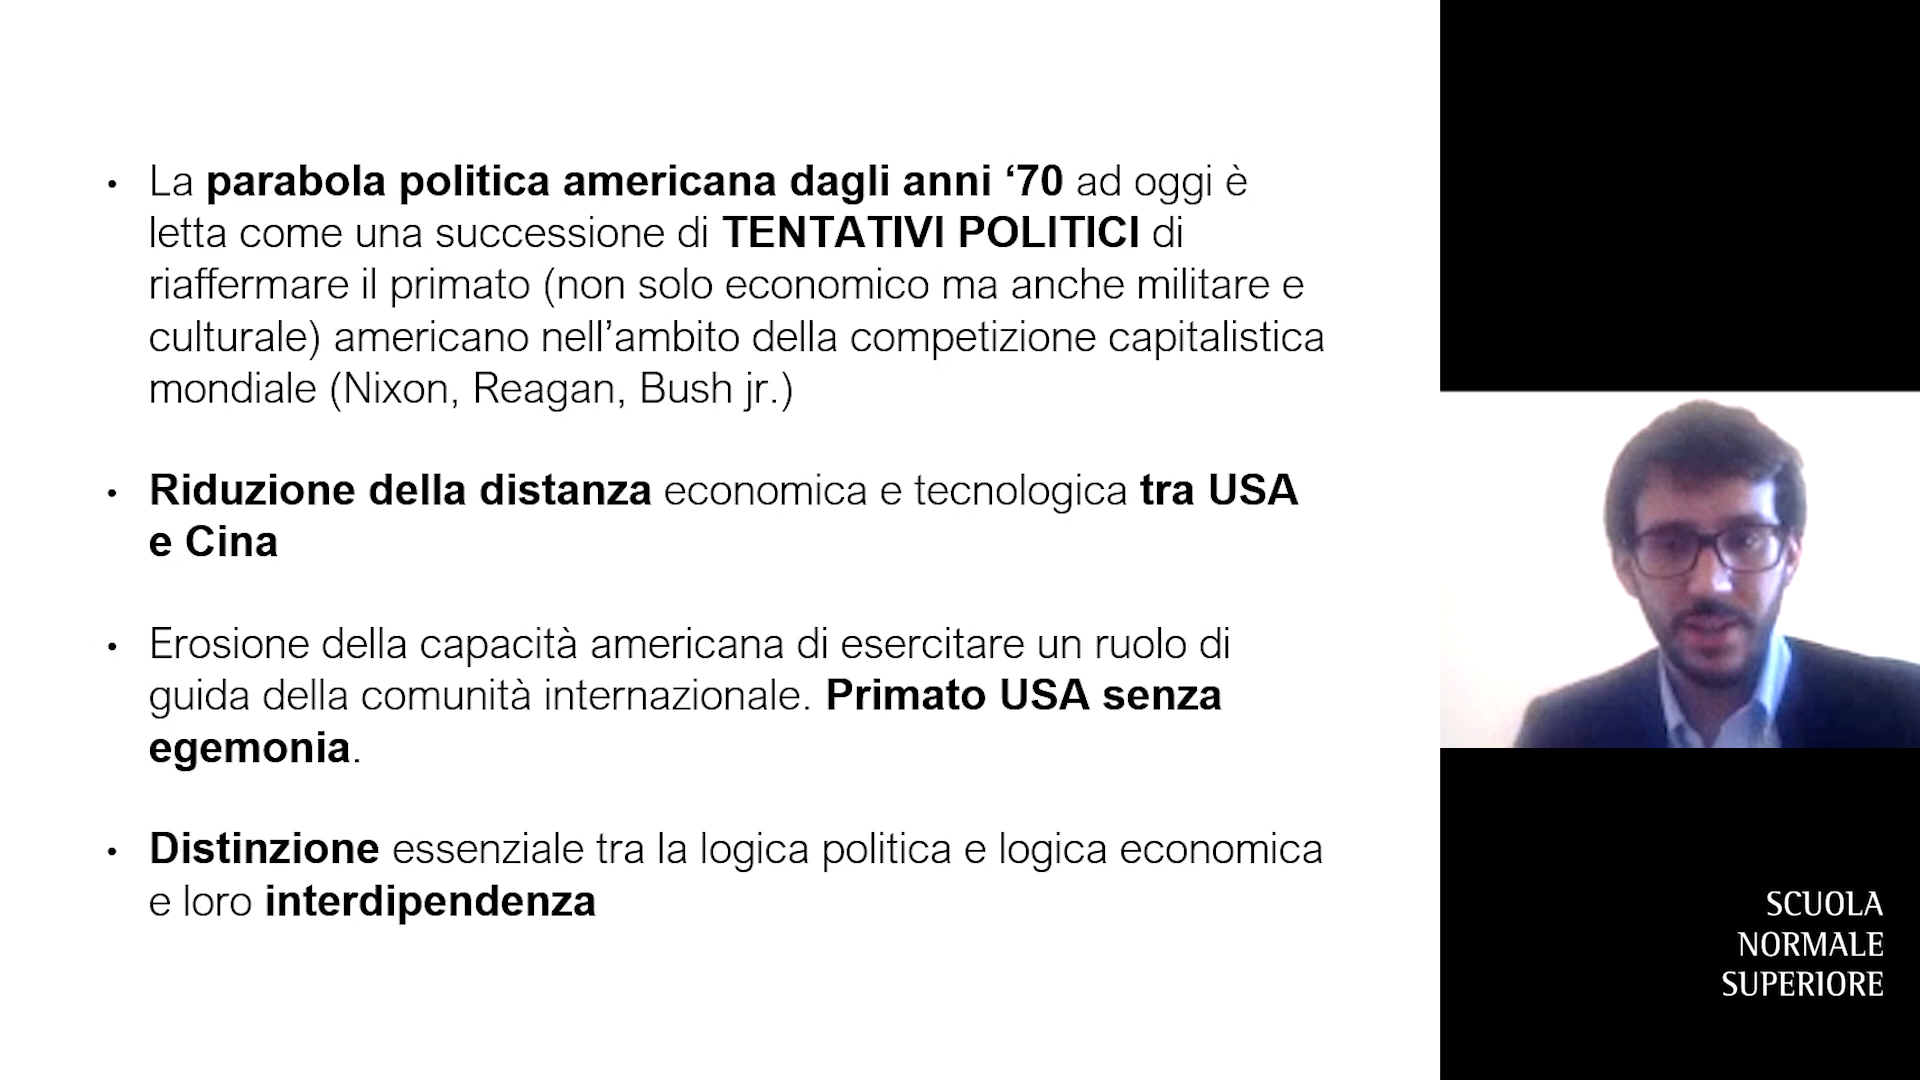 • La parabola politica americana dagli anni ‘70 ad oggi è
letta come una successione di TENTATIVI POLITICI di
riaffermare il primato (non solo economico ma anche militare e
culturale) americano nell’ambito della competizione capitalistica
mondiale (Nixon, Reagan, Bush jr.)
• Riduzione della distanza economica e tecnologica tra USA
e Cina
• Erosione della capacità americana di esercitare un ruolo di
guida della comunità internazionale. Primato USA senza
egemonia.
• Distinzione essenziale tra la logica politica e logica economica
e loro interdipendenza
SCUOLA
NORMALE
SUPERIORE